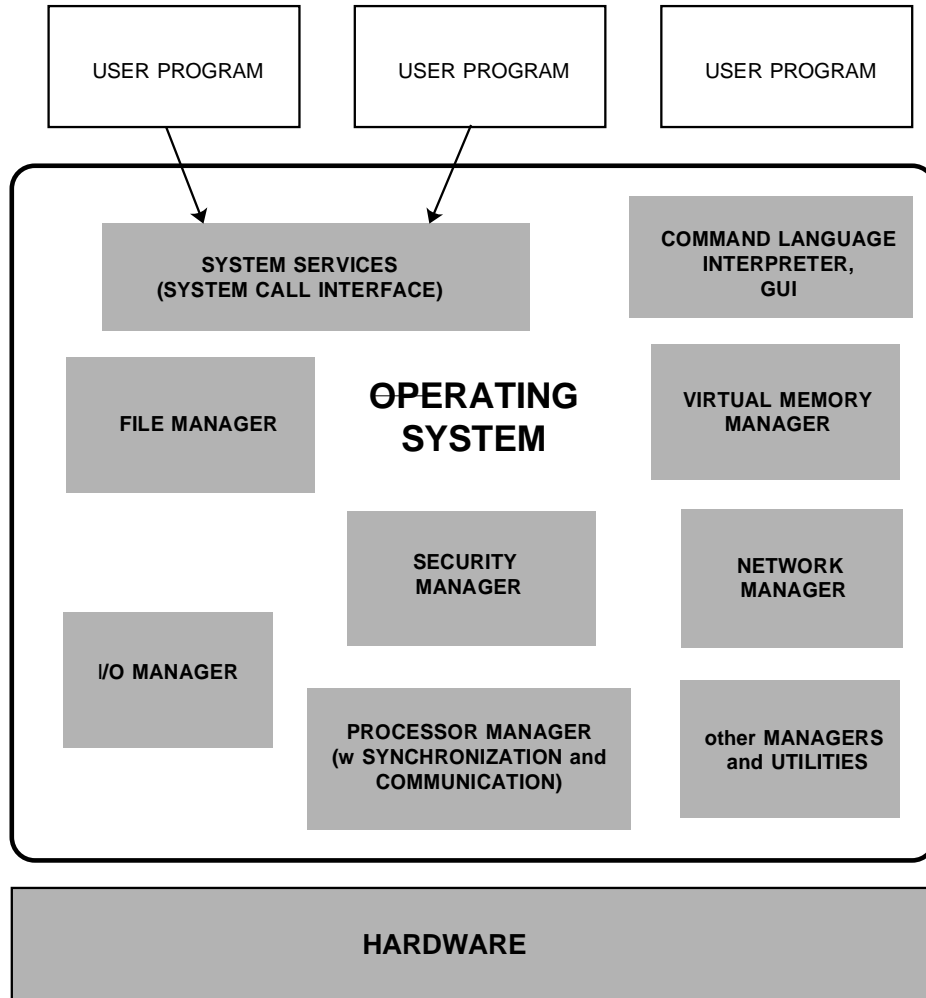 USER PROGRAM
USER PROGRAM
USER PROGRAM
SYSTEM SERVICES
(SYSTEM CALL INTERFACE)
COMMAND LANGUAGE
INTERPRETER,
GUI
FILE MANAGER
OPERATING
SYSTEM
VIRTUAL MEMORY
MANAGER
SECURITY
MANAGER
NETWORK
MANAGER
I/O MANAGER
PROCESSOR MANAGER
(w SYNCHRONIZATION and
COMMUNICATION)
other MANAGERS
and UTILITIES
HARDWARE